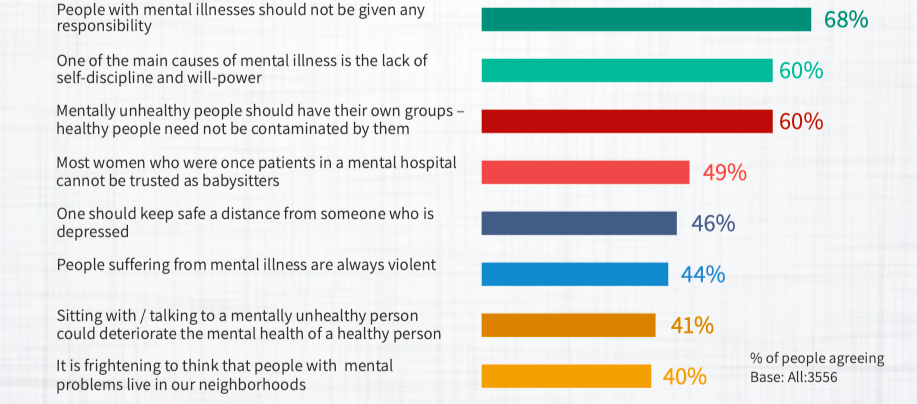 People with mental illnesses should not be given any
responsibility
68%
One of the main causes of mental illness is the lack of
self-discipline and will-power
60%
Mentally unhealthy people should have their own groups –
healthy people need not be contaminated by them
60%
Most women who were once patients in a mental hospital
cannot be trusted as babysitters
49%
One should keep safe a distance from someone who is
depressed
46%
People suffering from mental illness are always violent
44%
Sitting with / talking to a mentally unhealthy person
could deteriorate the mental health of a healthy person
41%
It is frightening to think that people with mental
problems live in our neighborhoods
40%
% of people agreeing
Base: All:3556